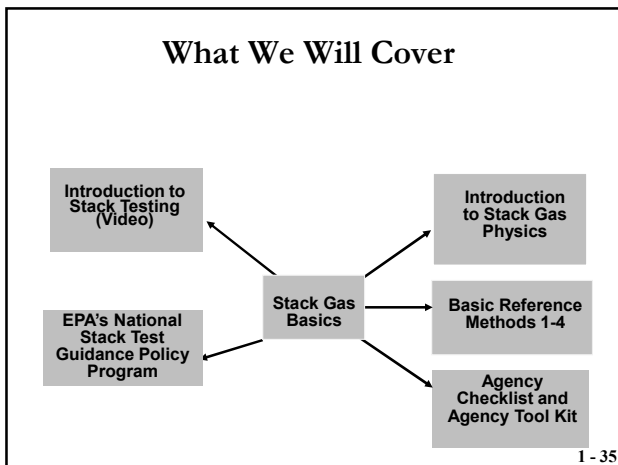 What We Will Cover
Introduction to
Stack Testing
(Video)
Introduction
to Stack Gas
Physics
Stack Gas
Basics
EPA's National
Stack Test
Guidance Policy
Program
Basic Reference
Methods 1-4
Agency
Checklist and
Agency Tool Kit
1 - 35